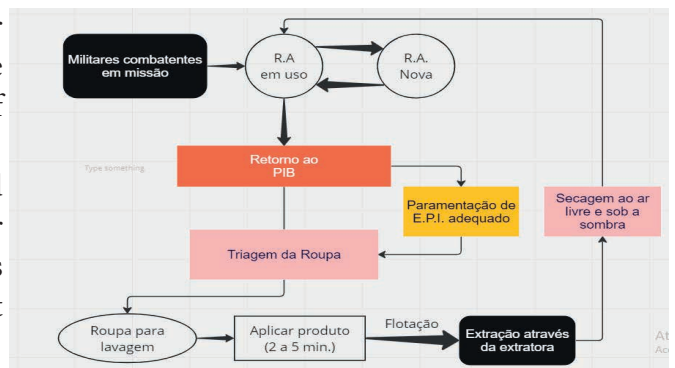 Militares combatentes
em missão
R.A
em uso
R.A.
Nova
Type something
Retorno ao
PIB
Paramentação de
E.P.I. adequado
Secagem ao ar
livre e sob a
sombra
Triagem da Roupa
Roupa para
lavagem
Aplicar produto
(2 a 5 min.)
Flotação
Extração através
da extratora